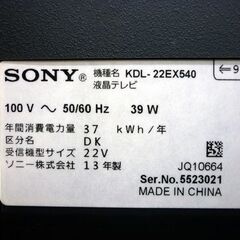 SONY 機種名 KDL-22EX540
液晶テレビ
100 V ～ 50/60 Hz 39 W
年間消費電力量 37 kWh/年
区分名 DK
受信機型サイズ 22V
ソニー株式会社 13年製 JQ10664
Ser.No.5523021
MADE IN CHINA
⇐9